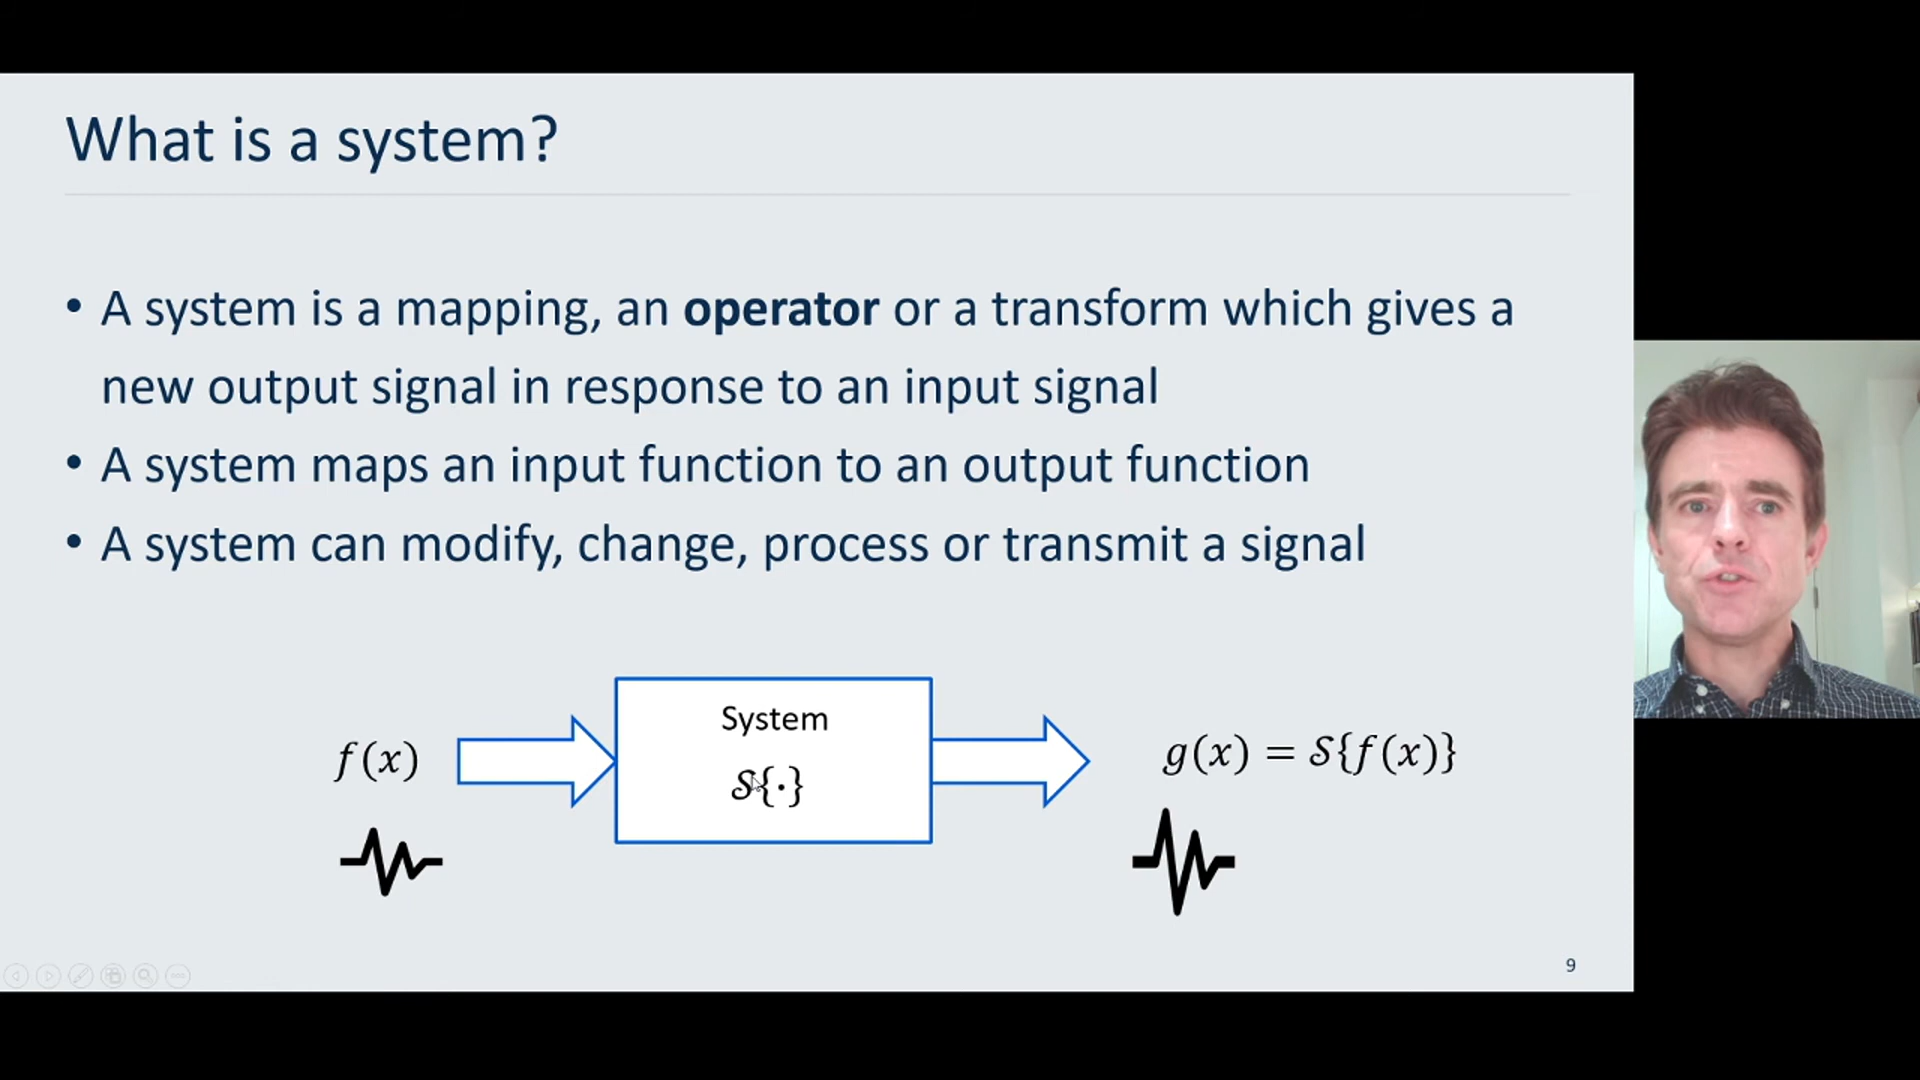 What is a system?
• A system is a mapping, an operator or a transform which gives a
new output signal in response to an input signal
• A system maps an input function to an output function
• A system can modify, change, process or transmit a signal
System
f(x)
𝒮{·}
g(x) = 𝒮{f(x)}
9